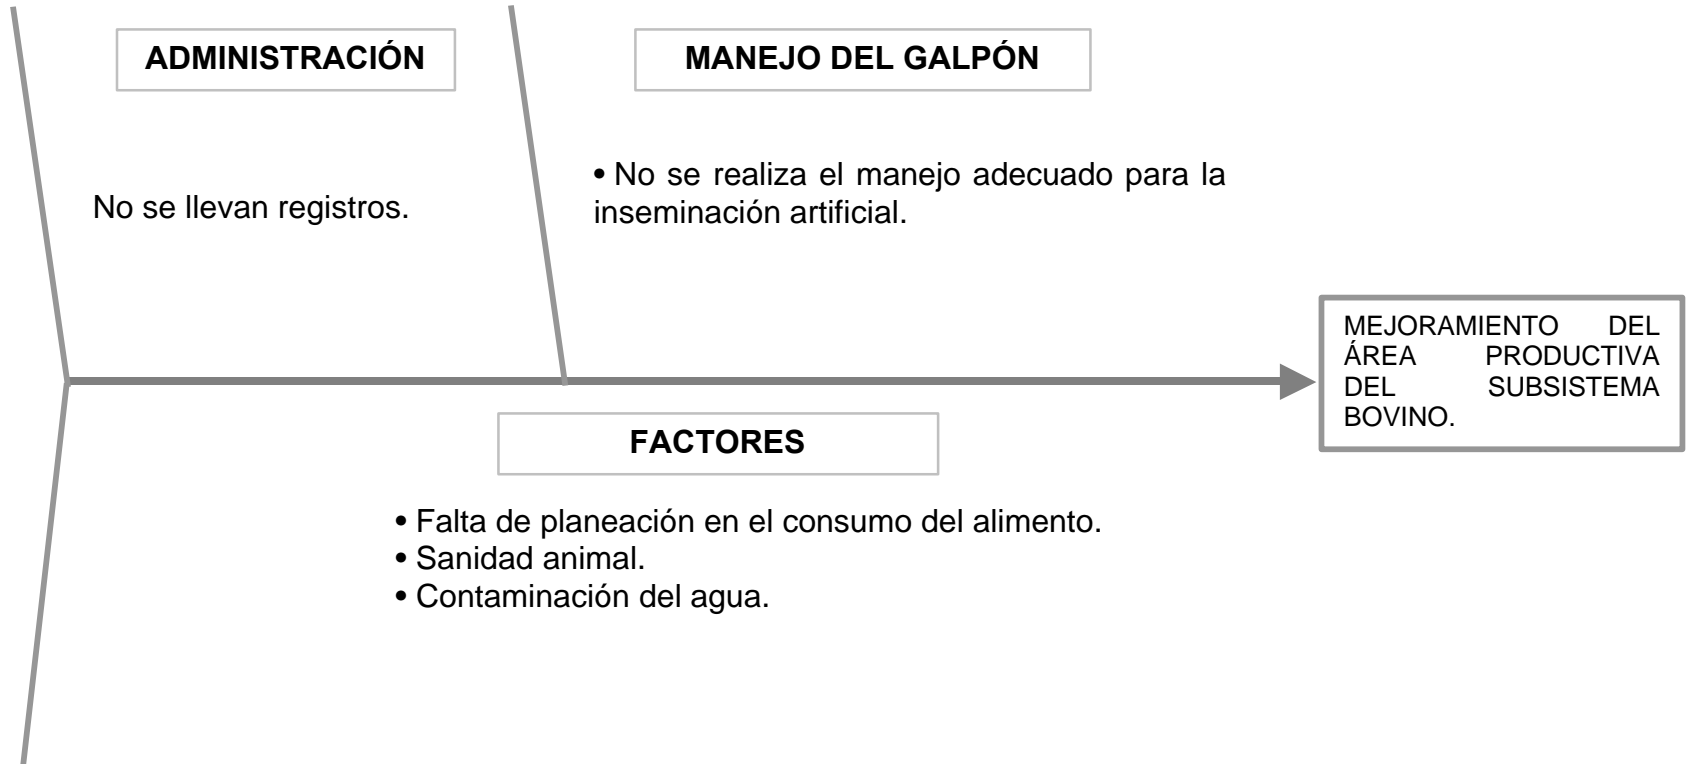 ADMINISTRACIÓN
MANEJO DEL GALPÓN
No se llevan registros.
• No se realiza el manejo adecuado para la
inseminación artificial.
MEJORAMIENTO DEL
ÁREA PRODUCTIVA
DEL SUBSISTEMA
BOVINO.
FACTORES
• Falta de planeación en el consumo del alimento.
• Sanidad animal.
• Contaminación del agua.